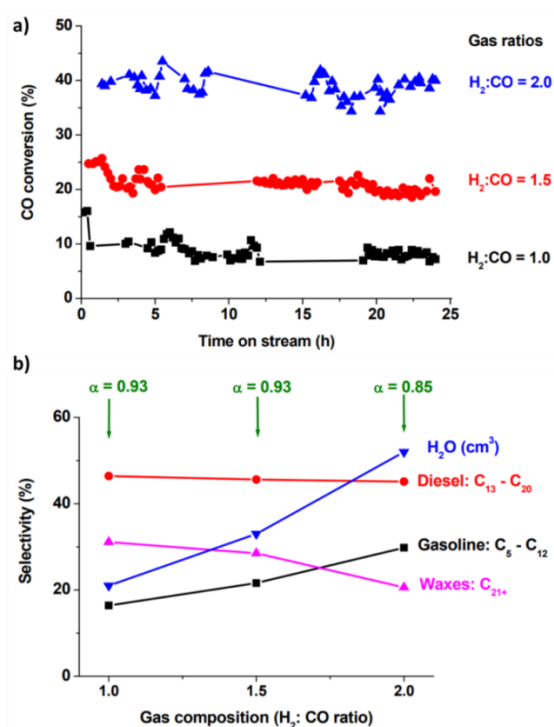 a)
Gas ratios
H₂:CO = 2.0
H₂:CO = 1.5
H₂:CO = 1.0
CO conversion (%)
50
40
30
20
10
0
0
5
10
15
20
25
Time on stream (h)
b)
α = 0.93
α = 0.93
α = 0.85
H₂O (cm³)
Diesel: C₁₃ - C₂₀
Gasoline: C₅ - C₁₂
Waxes: C₂₁₊
Selectivity (%)
60
40
20
0
1.0
1.5
2.0
Gas composition (H₂: CO ratio)